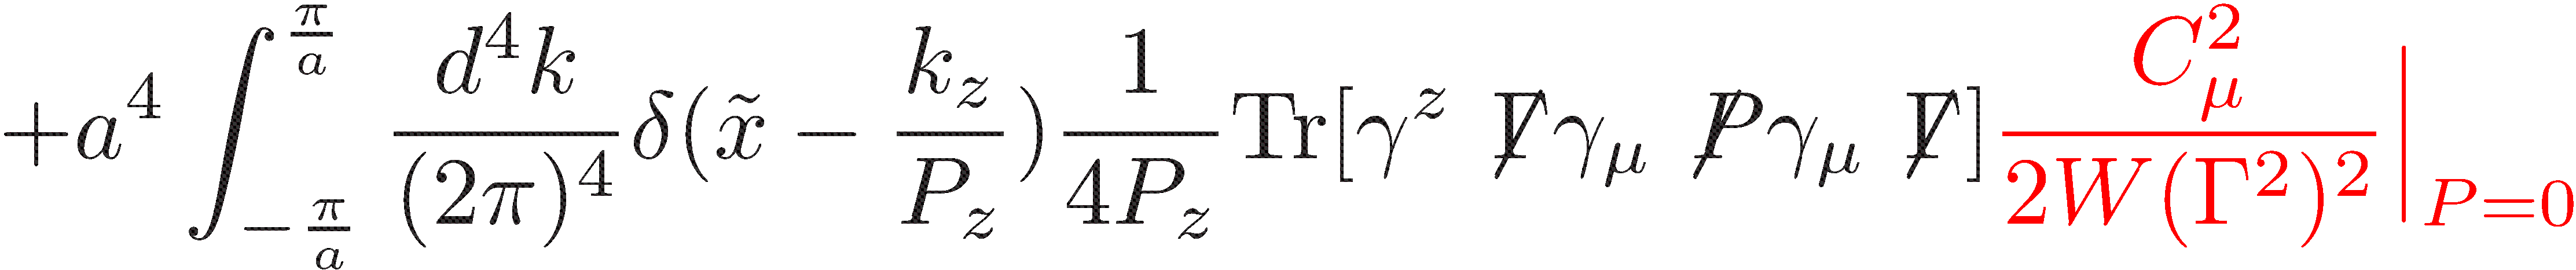 $+a^4 \int_{-\frac{\pi}{a}}^{\frac{\pi}{a}} \frac{d^4k}{(2\pi)^4} \delta(\tilde{x} - \frac{k_z}{P_z}) \frac{1}{4P_z} \mathrm{Tr}[\gamma^z \not{\Gamma} \gamma_\mu \not{P} \gamma_\mu \not{\Gamma}] \frac{C_\mu^2}{2W(\Gamma^2)^2} \Big|_{P=0}$